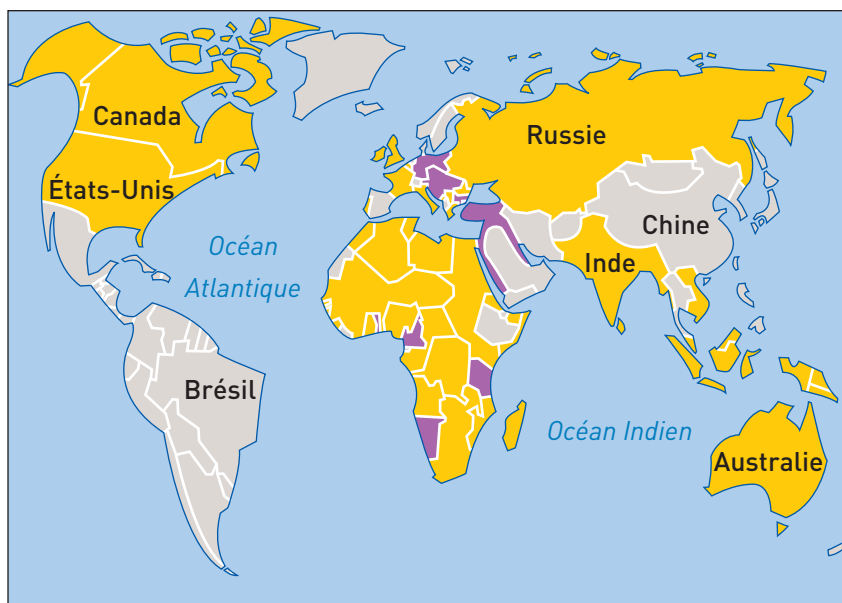 Canada
Russie
États-Unis
Chine
Océan
Atlantique
Inde
Brésil
Océan Indien
Australie